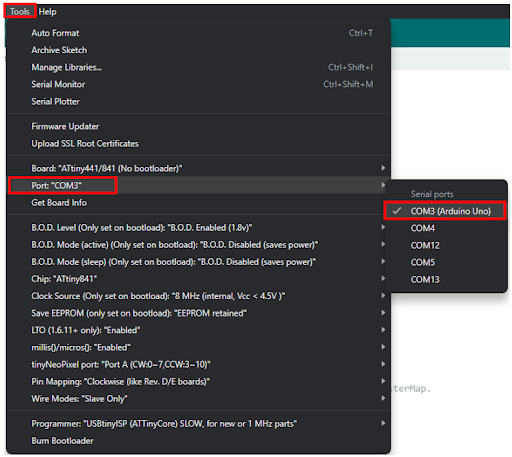 Tools Help
Auto Format Ctrl+T
Archive Sketch
Manage Libraries... Ctrl+Shift+I
Serial Monitor Ctrl+Shift+M
Serial Plotter
Firmware Updater
Upload SSL Root Certificates
Board: "ATtiny441/841 (No bootloader)"
Port: "COM3"
Get Board Info
Serial ports
COM3 (Arduino Uno)
COM4
COM12
COM5
COM13
B.O.D. Level (Only set on bootload): "B.O.D. Enabled (1.8v)"
B.O.D. Mode (active) (Only set on bootload): "B.O.D. Disabled (saves power)"
B.O.D. Mode (sleep) (Only set on bootload): "B.O.D. Disabled (saves power)"
Chip: "ATtiny841"
Clock Source (Only set on bootload): "8 MHz (internal, Vcc < 4.5V )"
Save EEPROM (only set on bootload): "EEPROM retained"
LTO (1.6.11+ only): "Enabled"
millis()/micros(): "Enabled"
tinyNeoPixel port: "Port A (CW:0~7,CCW:3~10)"
Pin Mapping: "Clockwise (like Rev. D/E boards)"
Wire Modes: "Slave Only"
sterMap.
Programmer: "USBtinyISP (ATTinyCore) SLOW, for new or 1 MHz parts"
Burn Bootloader